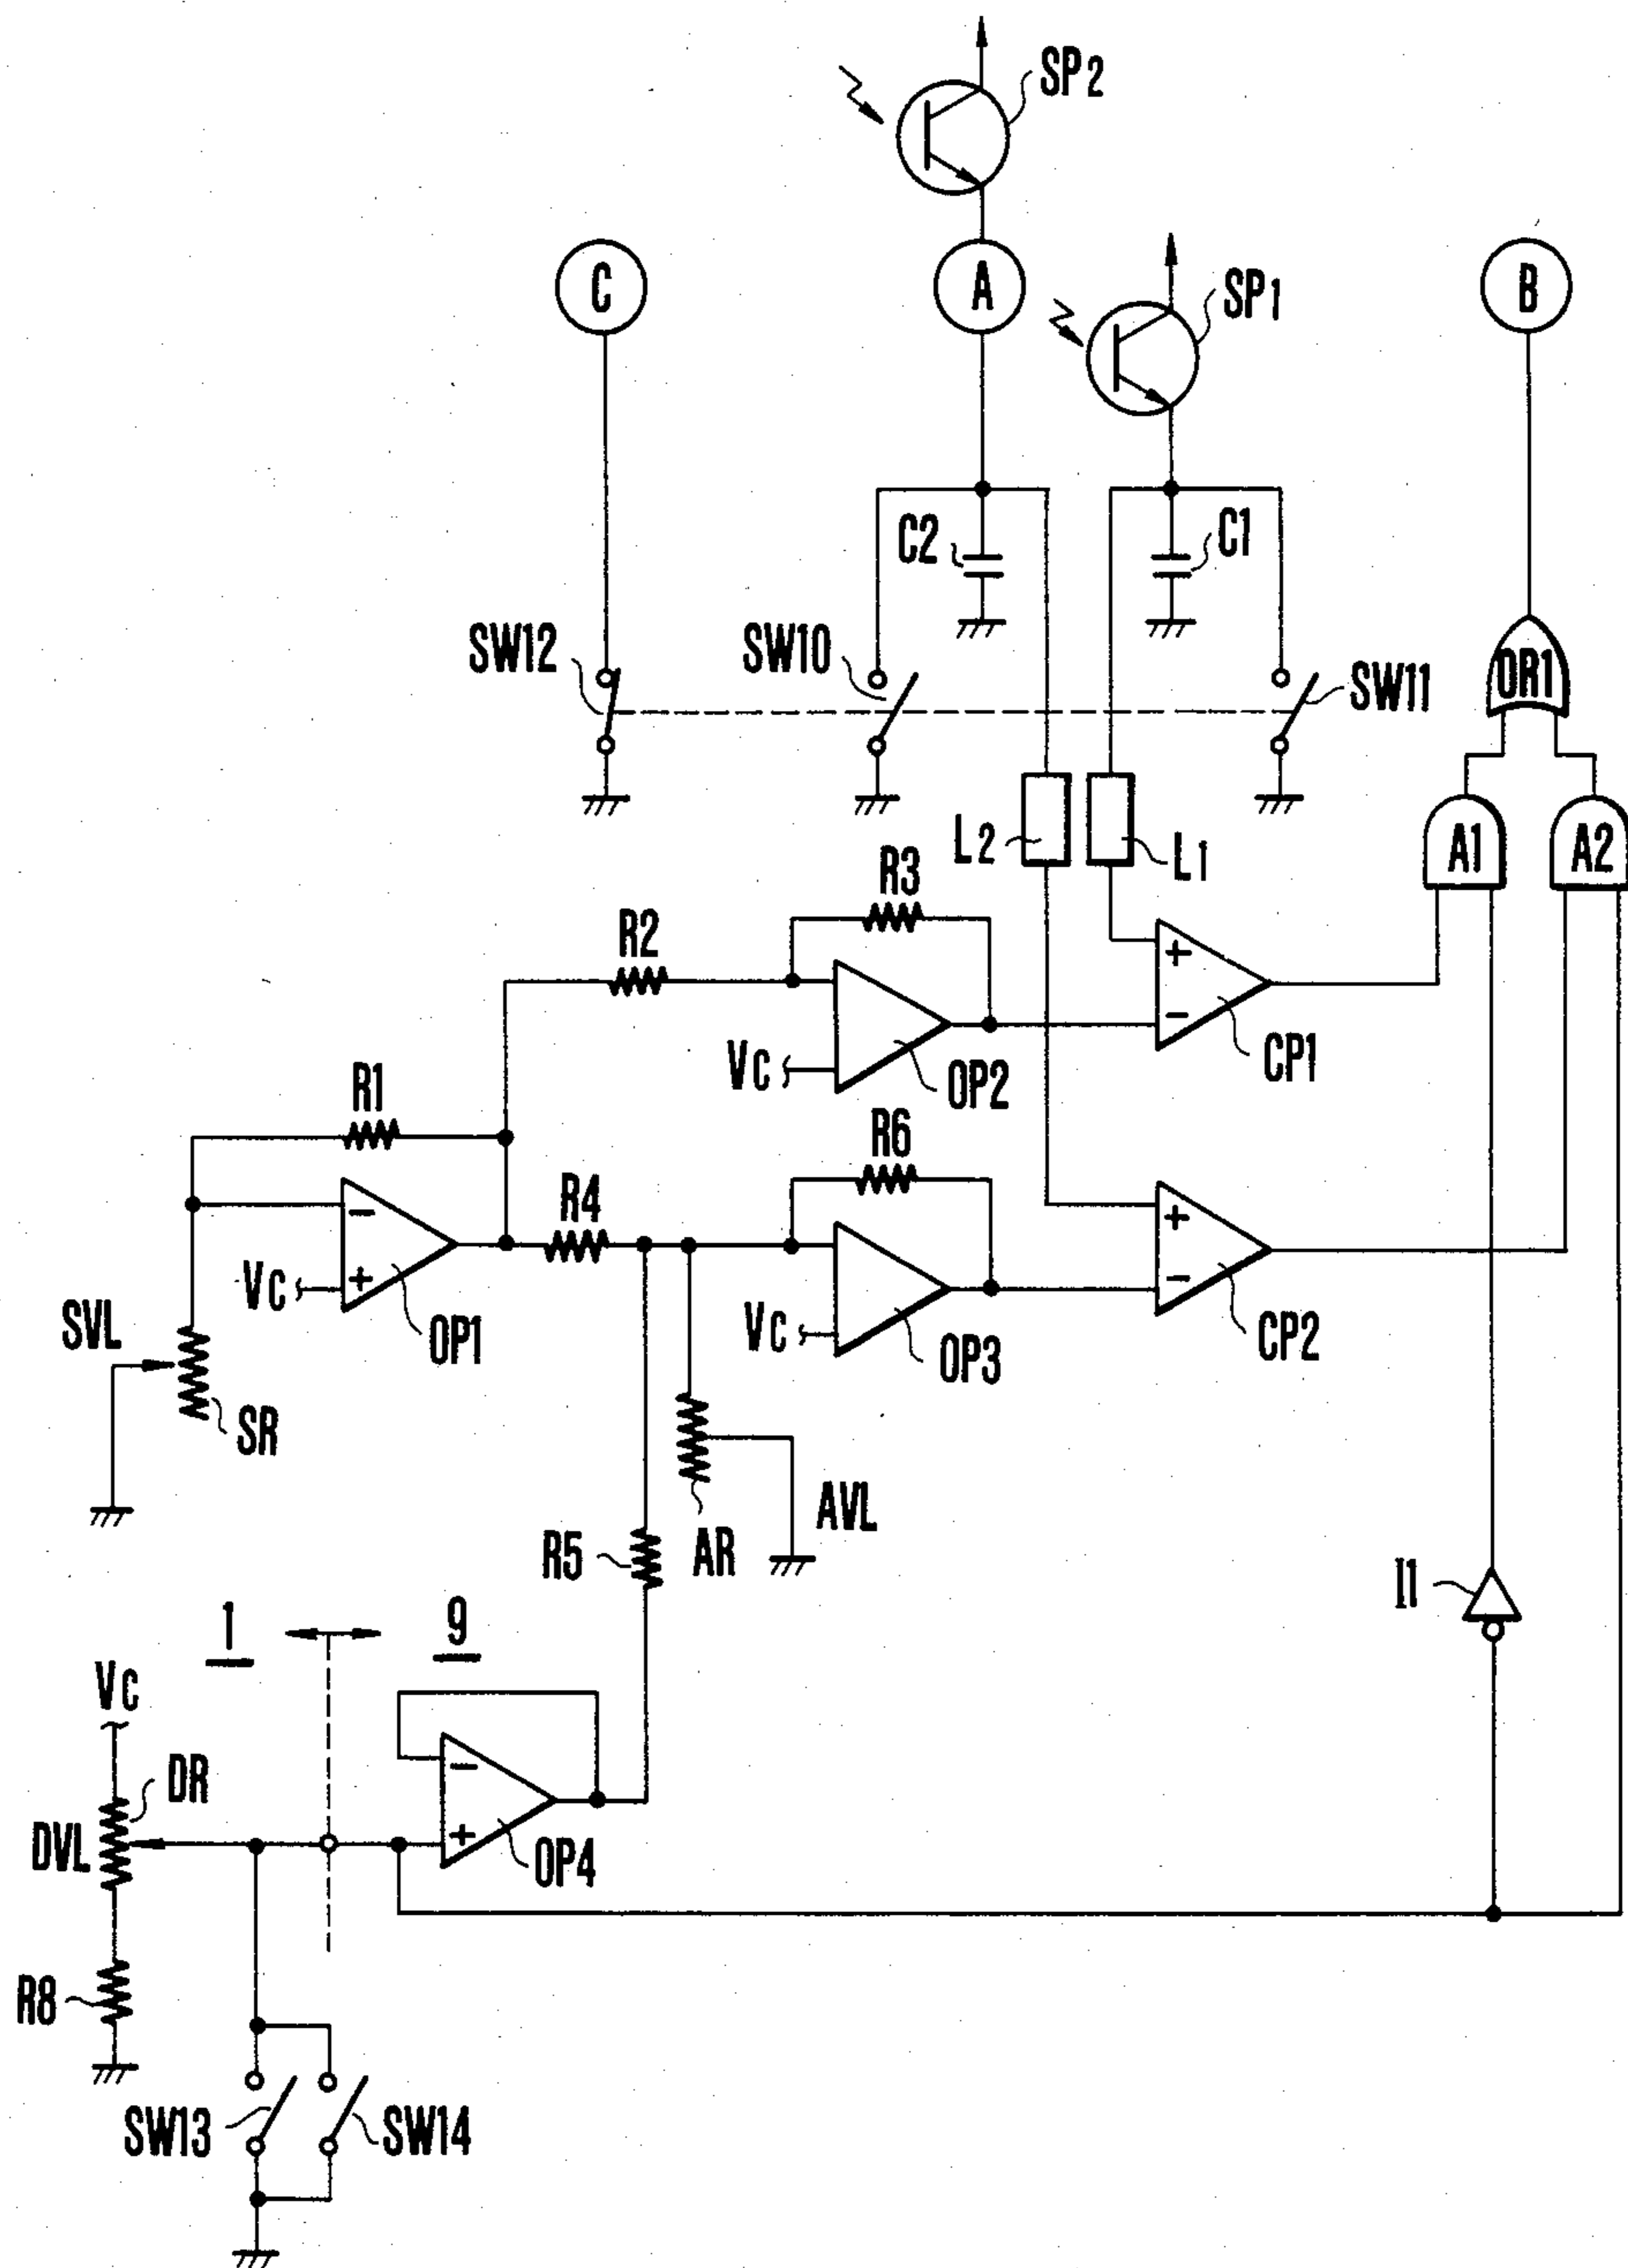 SP2
C
A
SP1
B
C2
C1
SW12
SW10
SW11
OR1
L2
L1
A1
A2
R3
R2
+
−
CP1
Vc
OP2
R1
R6
R4
−
+
Vc
OP1
+
−
CP2
Vc
OP3
SVL
SR
AVL
AR
R5
I1
1
9
Vc
DR
DVL
−
+
OP4
R8
SW13
SW14